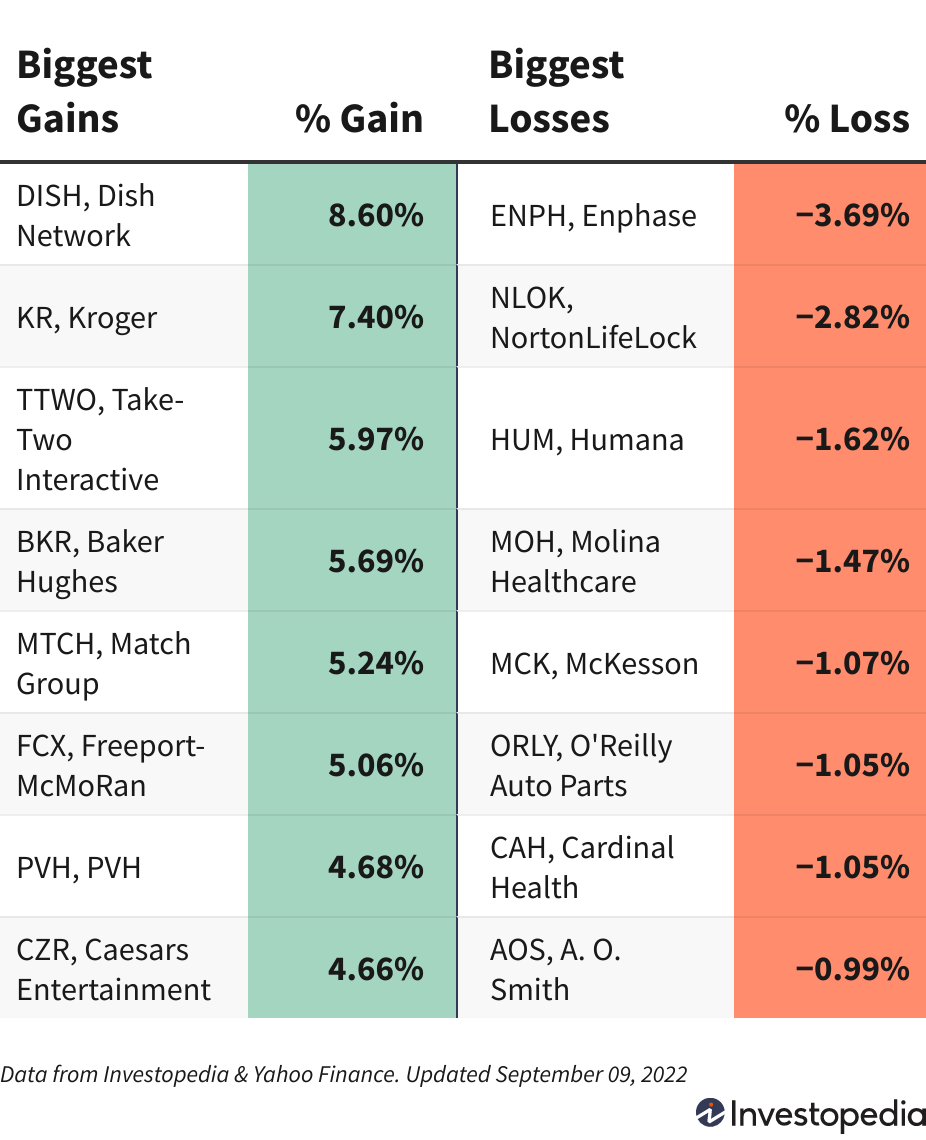 Biggest
Gains
% Gain
Biggest
Losses
% Loss
DISH, Dish
Network
8.60%
ENPH, Enphase
−3.69%
KR, Kroger
7.40%
NLOK,
NortonLifeLock
−2.82%
TTWO, Take-
Two
Interactive
5.97%
HUM, Humana
−1.62%
BKR, Baker
Hughes
5.69%
MOH, Molina
Healthcare
−1.47%
MTCH, Match
Group
5.24%
MCK, McKesson
−1.07%
FCX, Freeport-
McMoRan
5.06%
ORLY, O'Reilly
Auto Parts
−1.05%
PVH, PVH
4.68%
CAH, Cardinal
Health
−1.05%
CZR, Caesars
Entertainment
4.66%
AOS, A. O.
Smith
−0.99%
Data from Investopedia & Yahoo Finance. Updated September 09, 2022
Investopedia